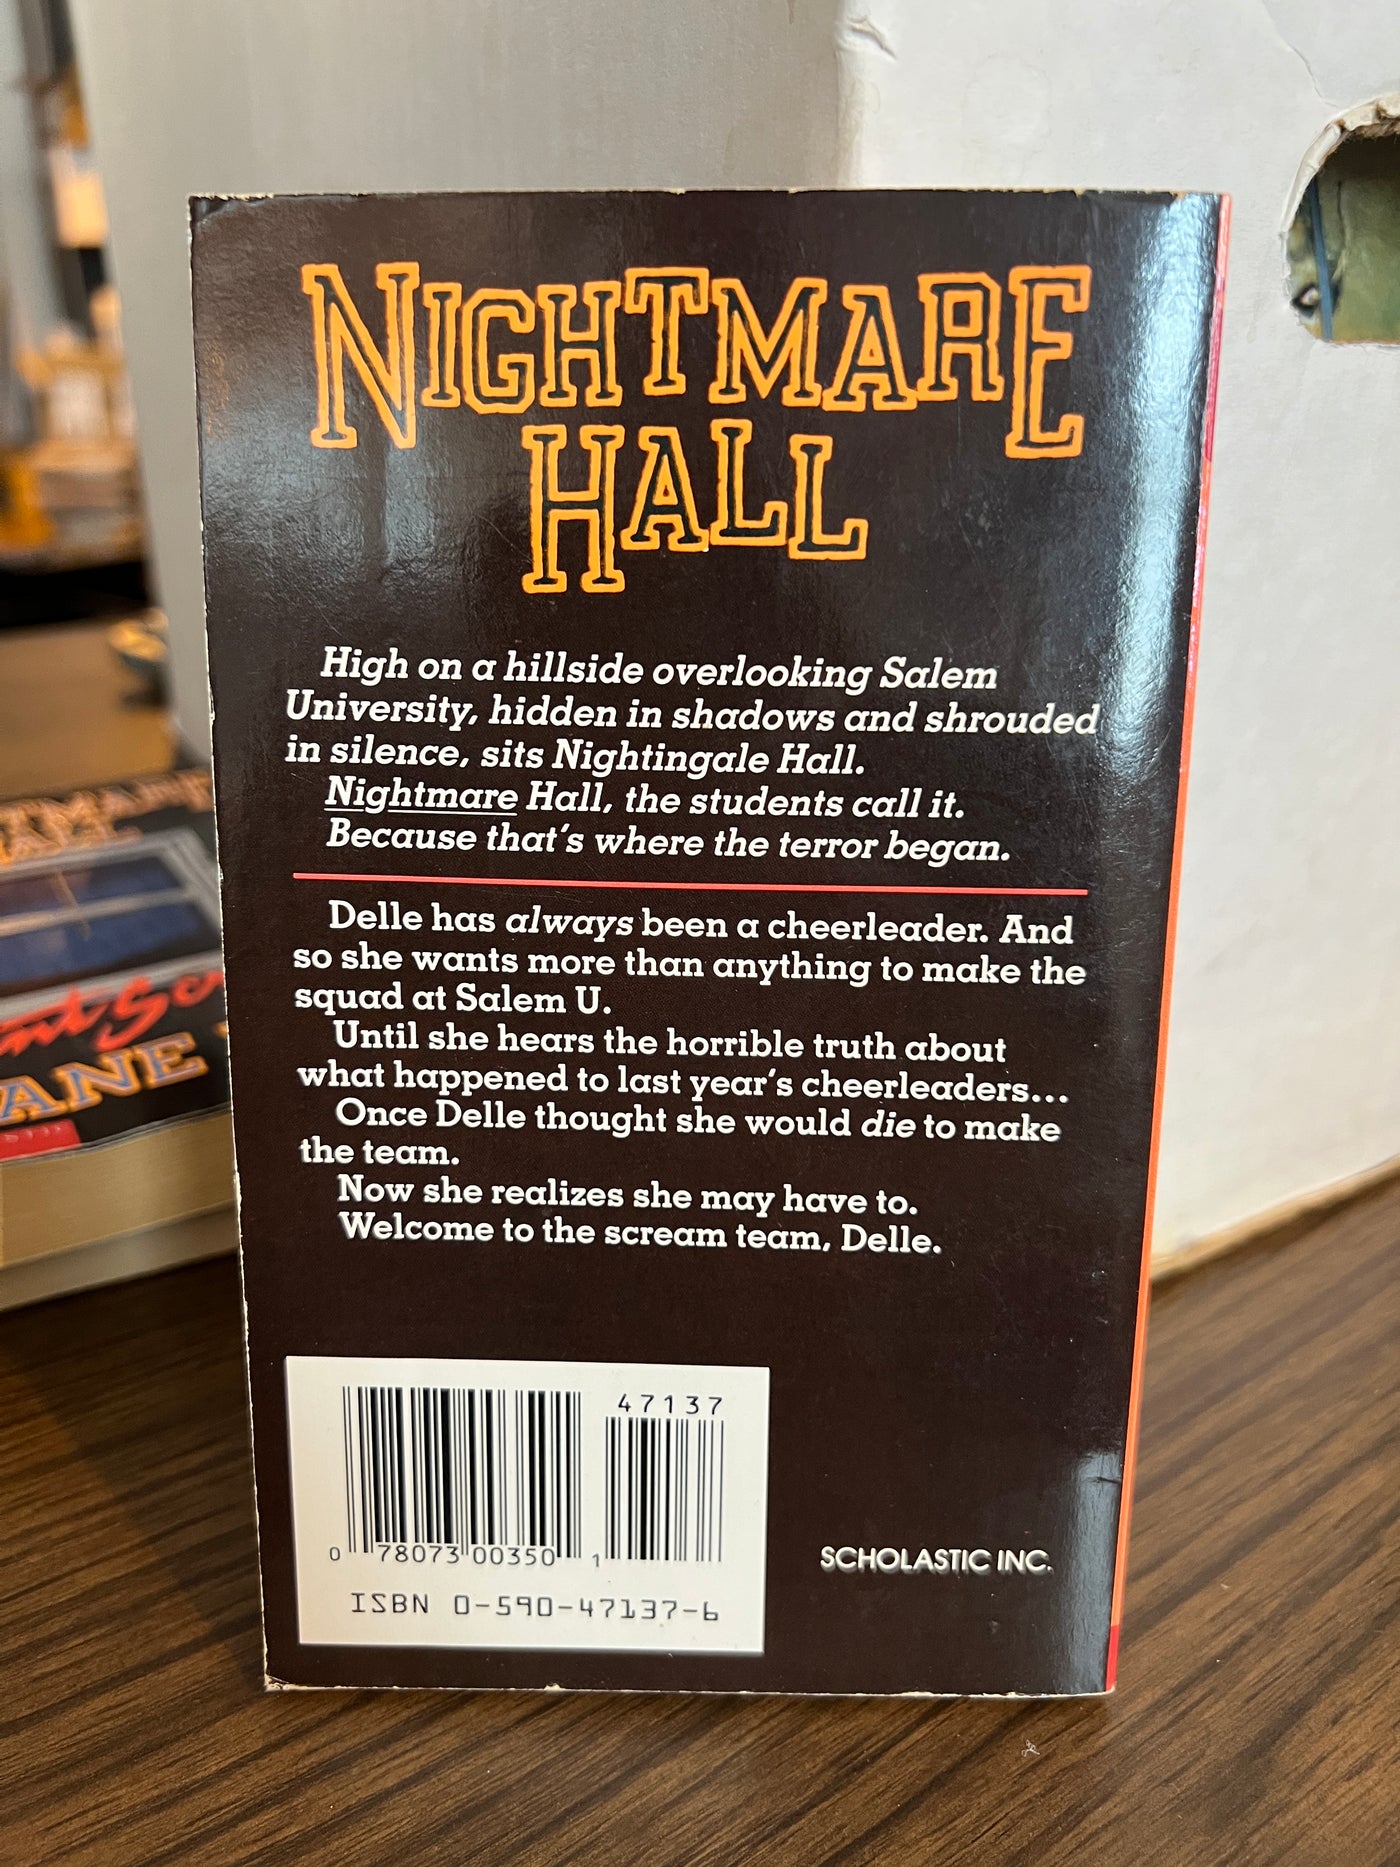 NIGHTMARE
HALL
High on a hillside overlooking Salem
University, hidden in shadows and shrouded
in silence, sits Nightingale Hall.
Nightmare Hall, the students call it.
Because that's where the terror began.
Delle has always been a cheerleader. And
so she wants more than anything to make the
squad at Salem U.
Until she hears the horrible truth about
what happened to last year's cheerleaders...
Once Delle thought she would die to make
the team.
Now she realizes she may have to.
Welcome to the scream team, Delle.
47137
0 78073 00350 1
ISBN 0-590-47137-6
SCHOLASTIC INC.